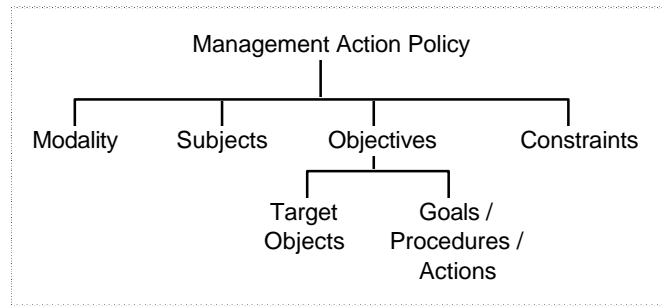 Management Action Policy
Modality Subjects Objectives Constraints
Target Goals /
Objects Procedures /
Actions